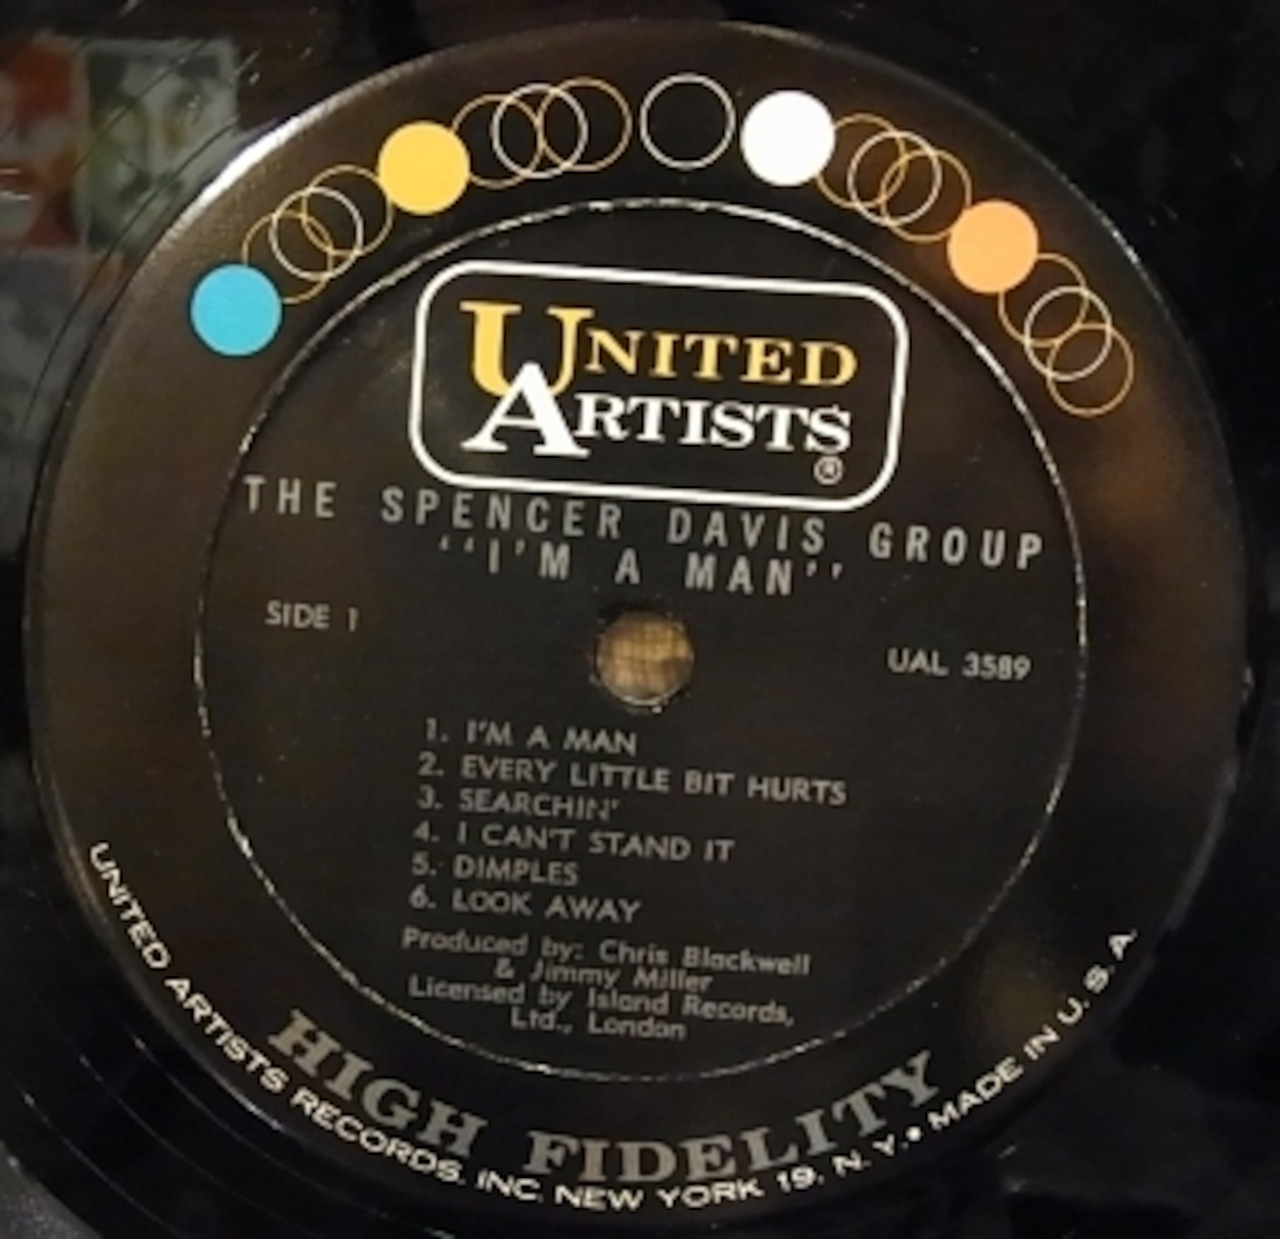 UNITED
ARTISTS
®
THE SPENCER DAVIS GROUP
“I’M A MAN”
SIDE 1
UAL 3589
1. I'M A MAN
2. EVERY LITTLE BIT HURTS
3. SEARCHIN'
4. I CAN'T STAND IT
5. DIMPLES
6. LOOK AWAY
Produced by: Chris Blackwell
& Jimmy Miller
Licensed by Island Records,
Ltd., London
HIGH FIDELITY
UNITED ARTISTS RECORDS, INC. NEW YORK 19, N.Y. • MADE IN U. S. A.